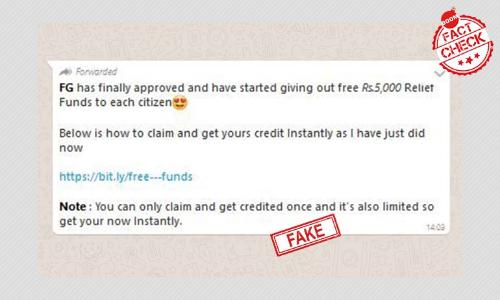 FACT
CHECK
Forwarded
FG has finally approved and have started giving out free Rs.5,000 Relief
Funds to each citizen😍
Below is how to claim and get yours credit Instantly as I have just did
now
https://bit.ly/free---funds
Note : You can only claim and get credited once and it's also limited so
get your now Instantly.
14:03
FAKE